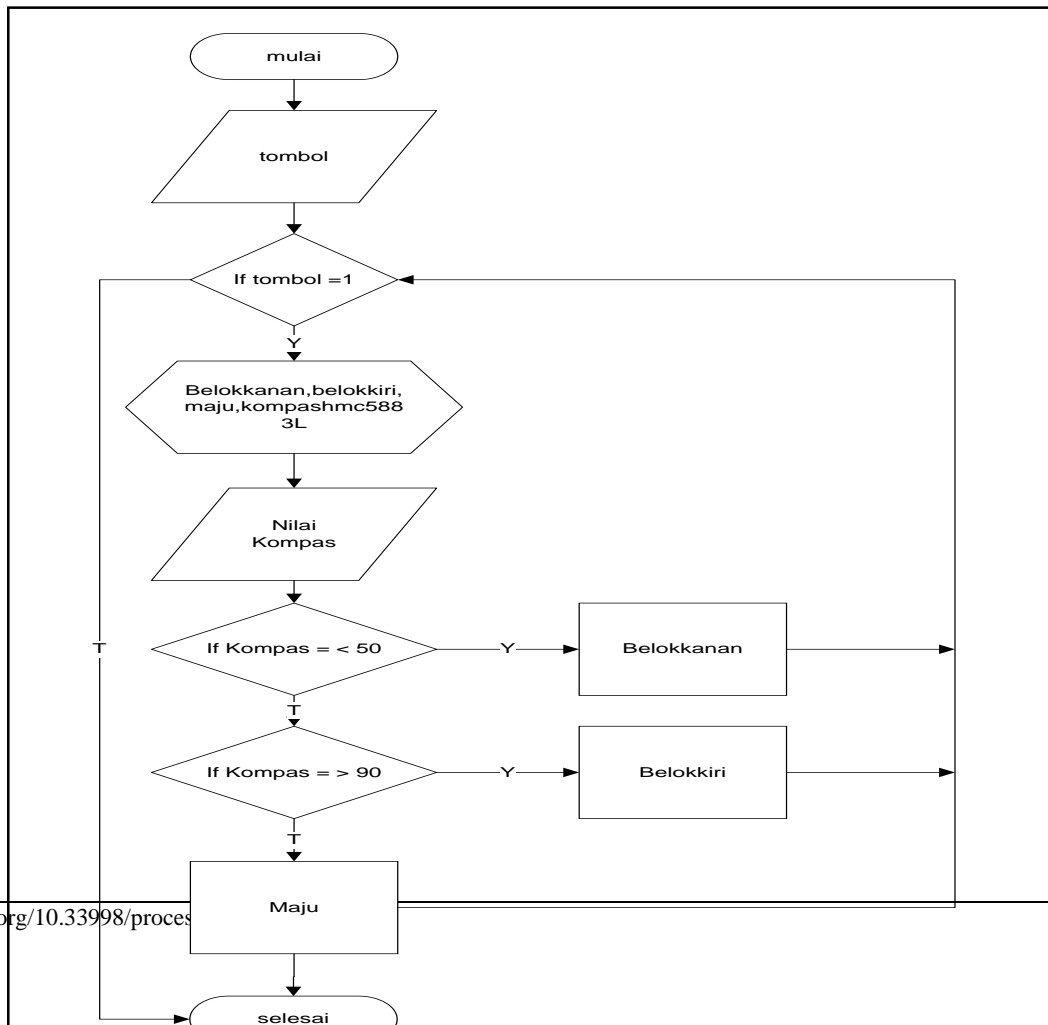 mulai
tombol
If tombol =1
Y
Belokkanan,belokkiri,
maju,kompashmc588
3L
Nilai
Kompas
T
If Kompas = < 50
Y
Belokkanan
T
If Kompas = > 90
Y
Belokkiri
T
Maju
org/10.33998/proces
selesai